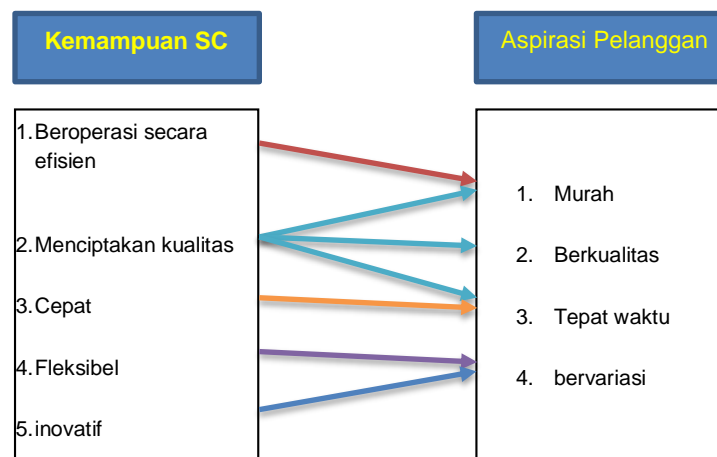 Kemampuan SC
Aspirasi Pelanggan
1.Beroperasi secara
efisien
2.Menciptakan kualitas
3.Cepat
4.Fleksibel
5.inovatif
1. Murah
2. Berkualitas
3. Tepat waktu
4. bervariasi